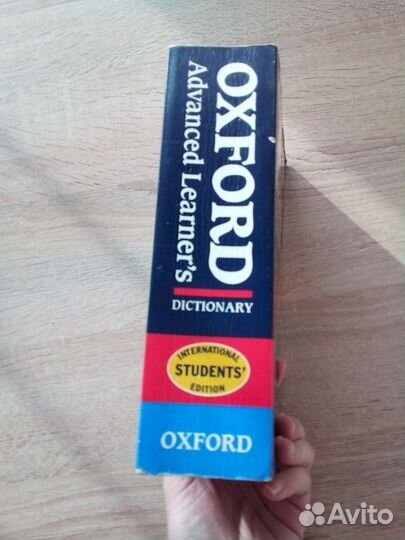 OXFORD
Advanced Learner's
DICTIONARY
INTERNATIONAL
STUDENTS'
EDITION
OXFORD
Avito